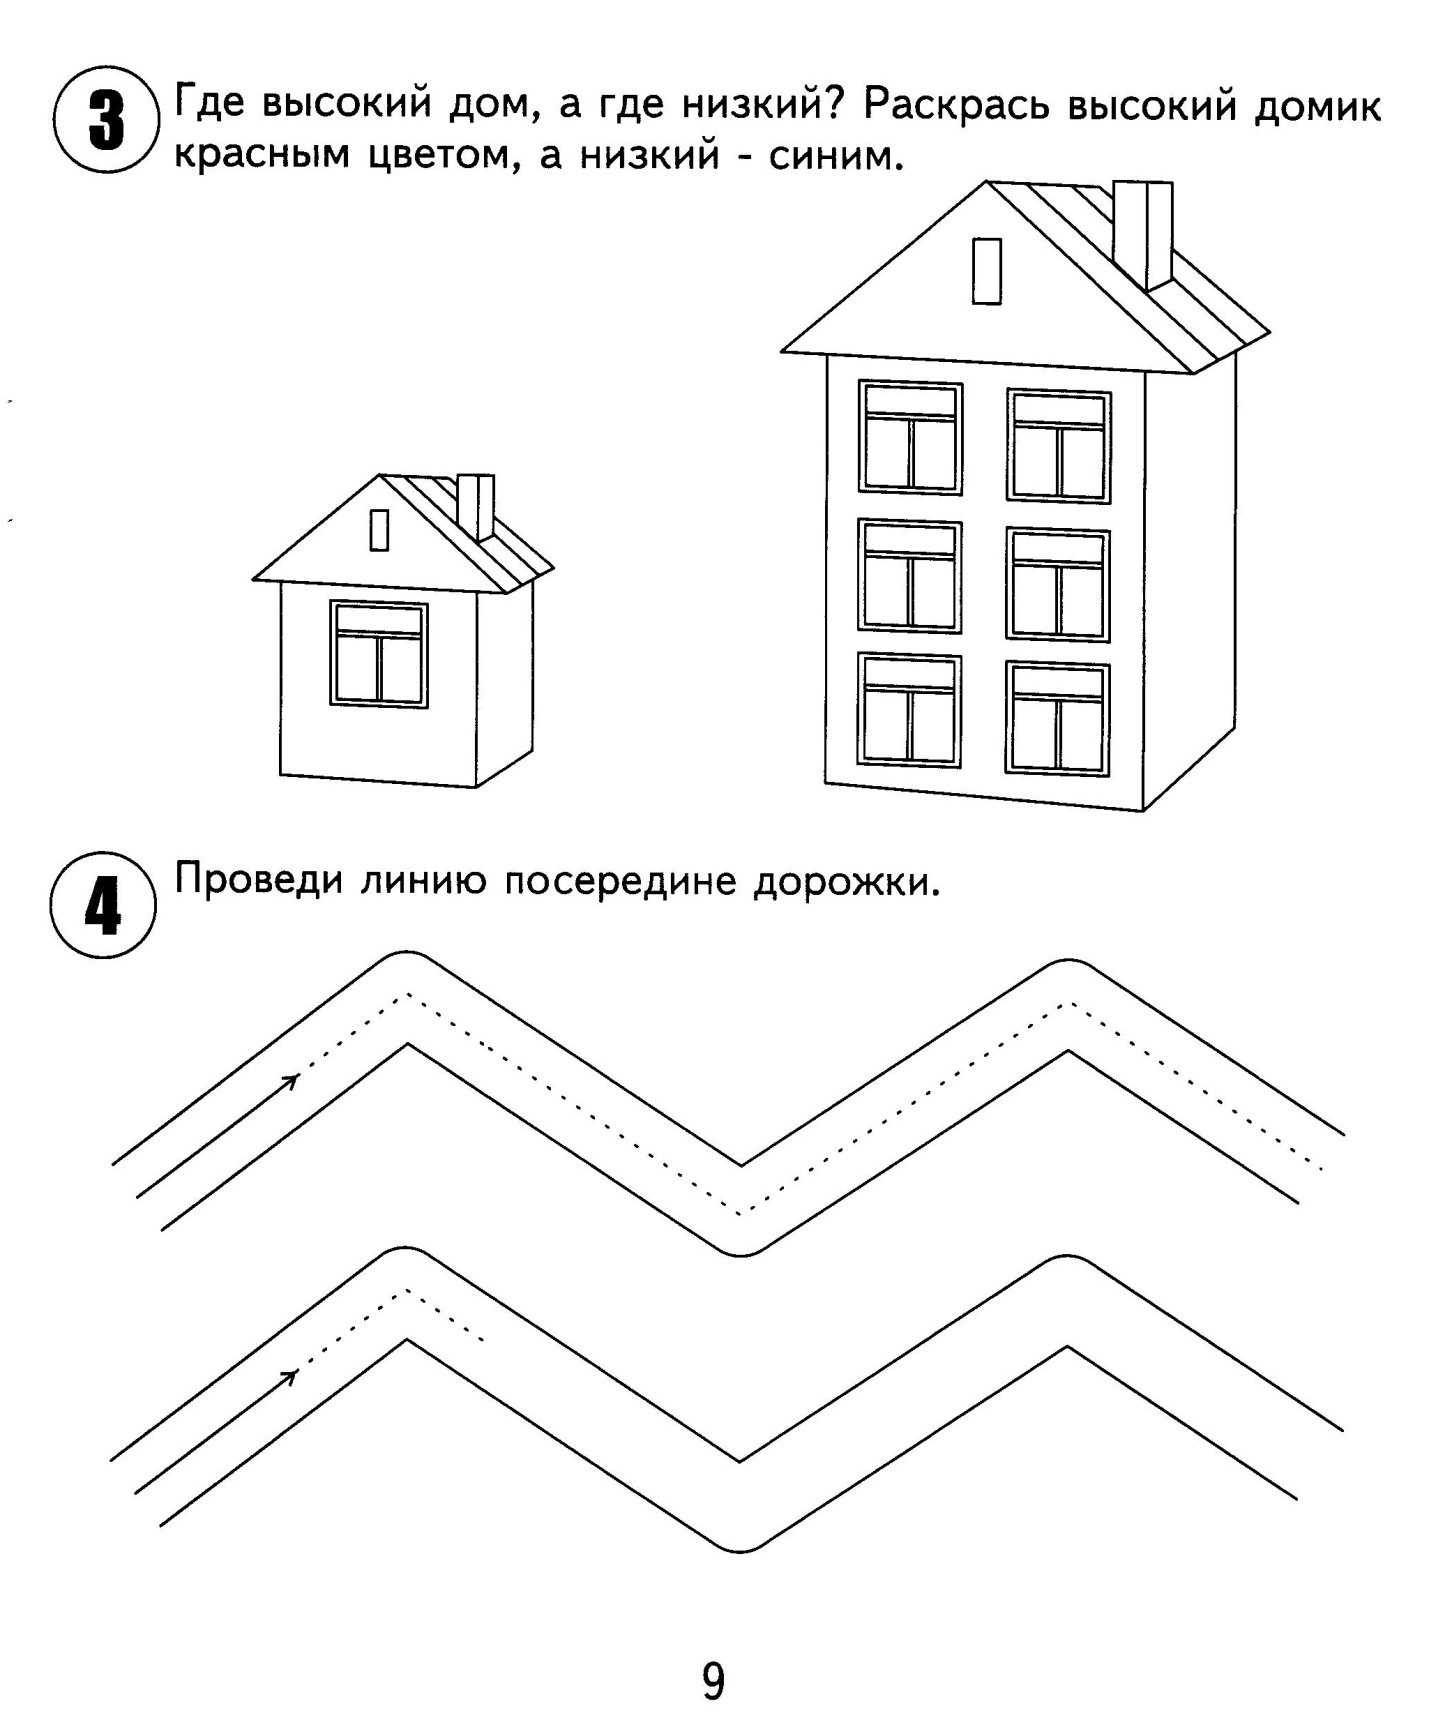 3
Где высокий дом, а где низкий? Раскрась высокий домик
красным цветом, а низкий - синим.
4
Проведи линию посередине дорожки.
9